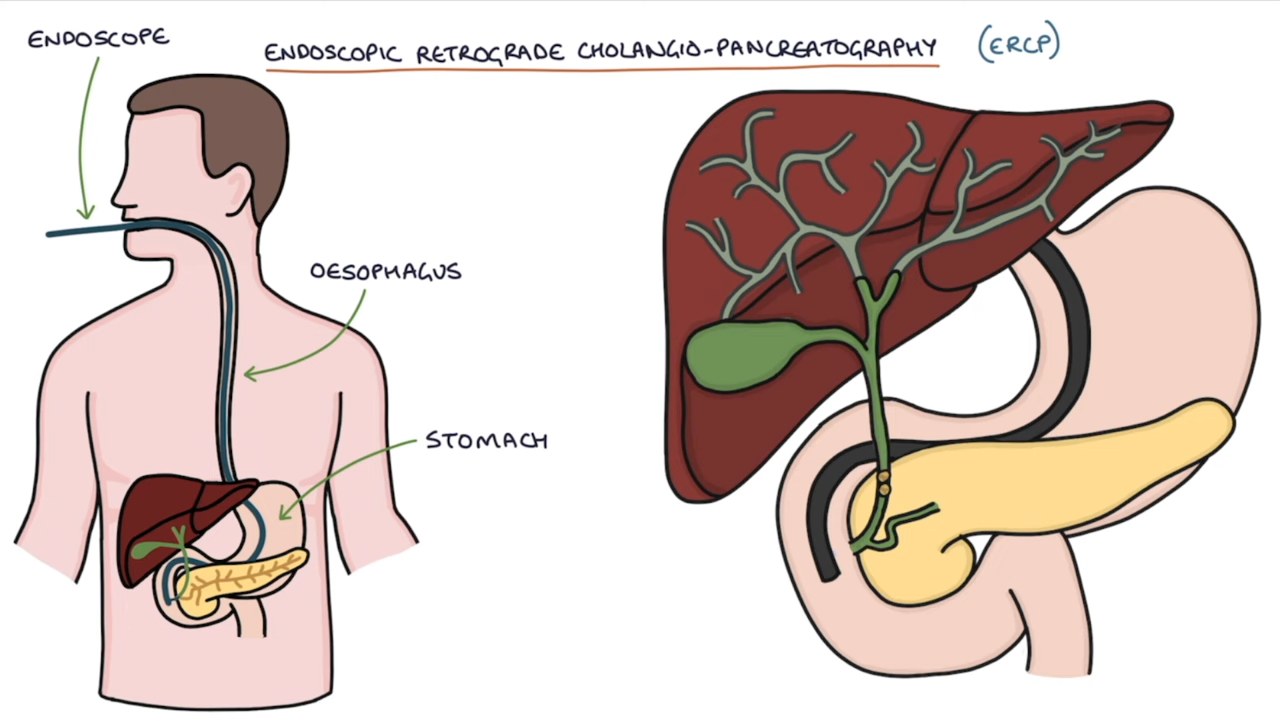 ENDOSCOPE
ENDOSCOPIC RETROGRADE CHOLANGIO-PANCREATOGRAPHY (ERCP)
OESOPHAGUS
STOMACH